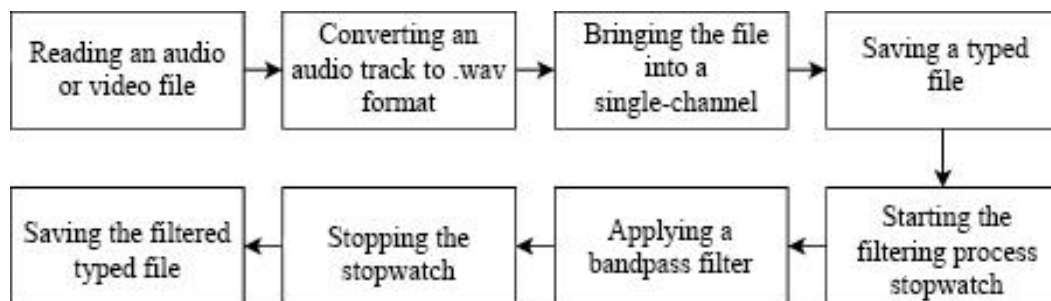 Reading an audio
or video file
Converting an
audio track to .wav
format
Bringing the file
into a
single-channel
Saving a typed
file
Starting the
filtering process
stopwatch
Applying a
bandpass filter
Stopping the
stopwatch
Saving the filtered
typed file